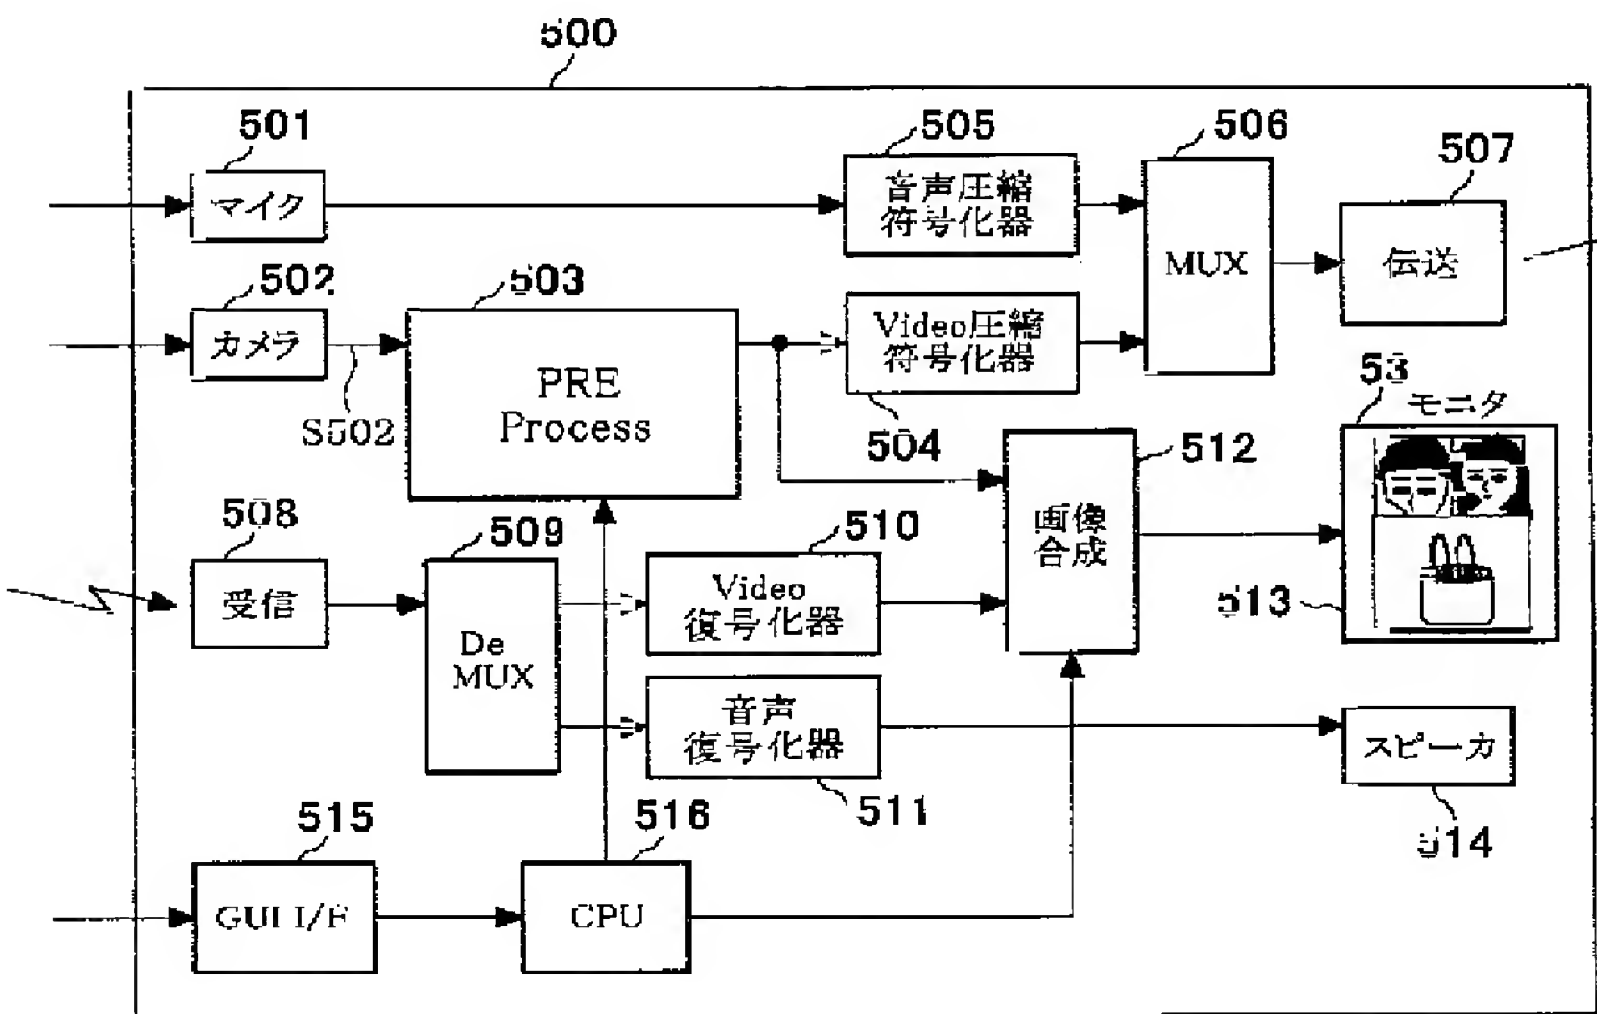 500
501
マイク
505
音声圧縮
符号化器
506
MUX
507
伝送
502
カメラ
S502
503
PRE
Process
Video圧縮
符号化器
504
53
モニタ
512
画像
合成
513
508
受信
509
De
MUX
510
Video
復号化器
音声
復号化器
511
スピーカ
514
515
GUI I/F
516
CPU